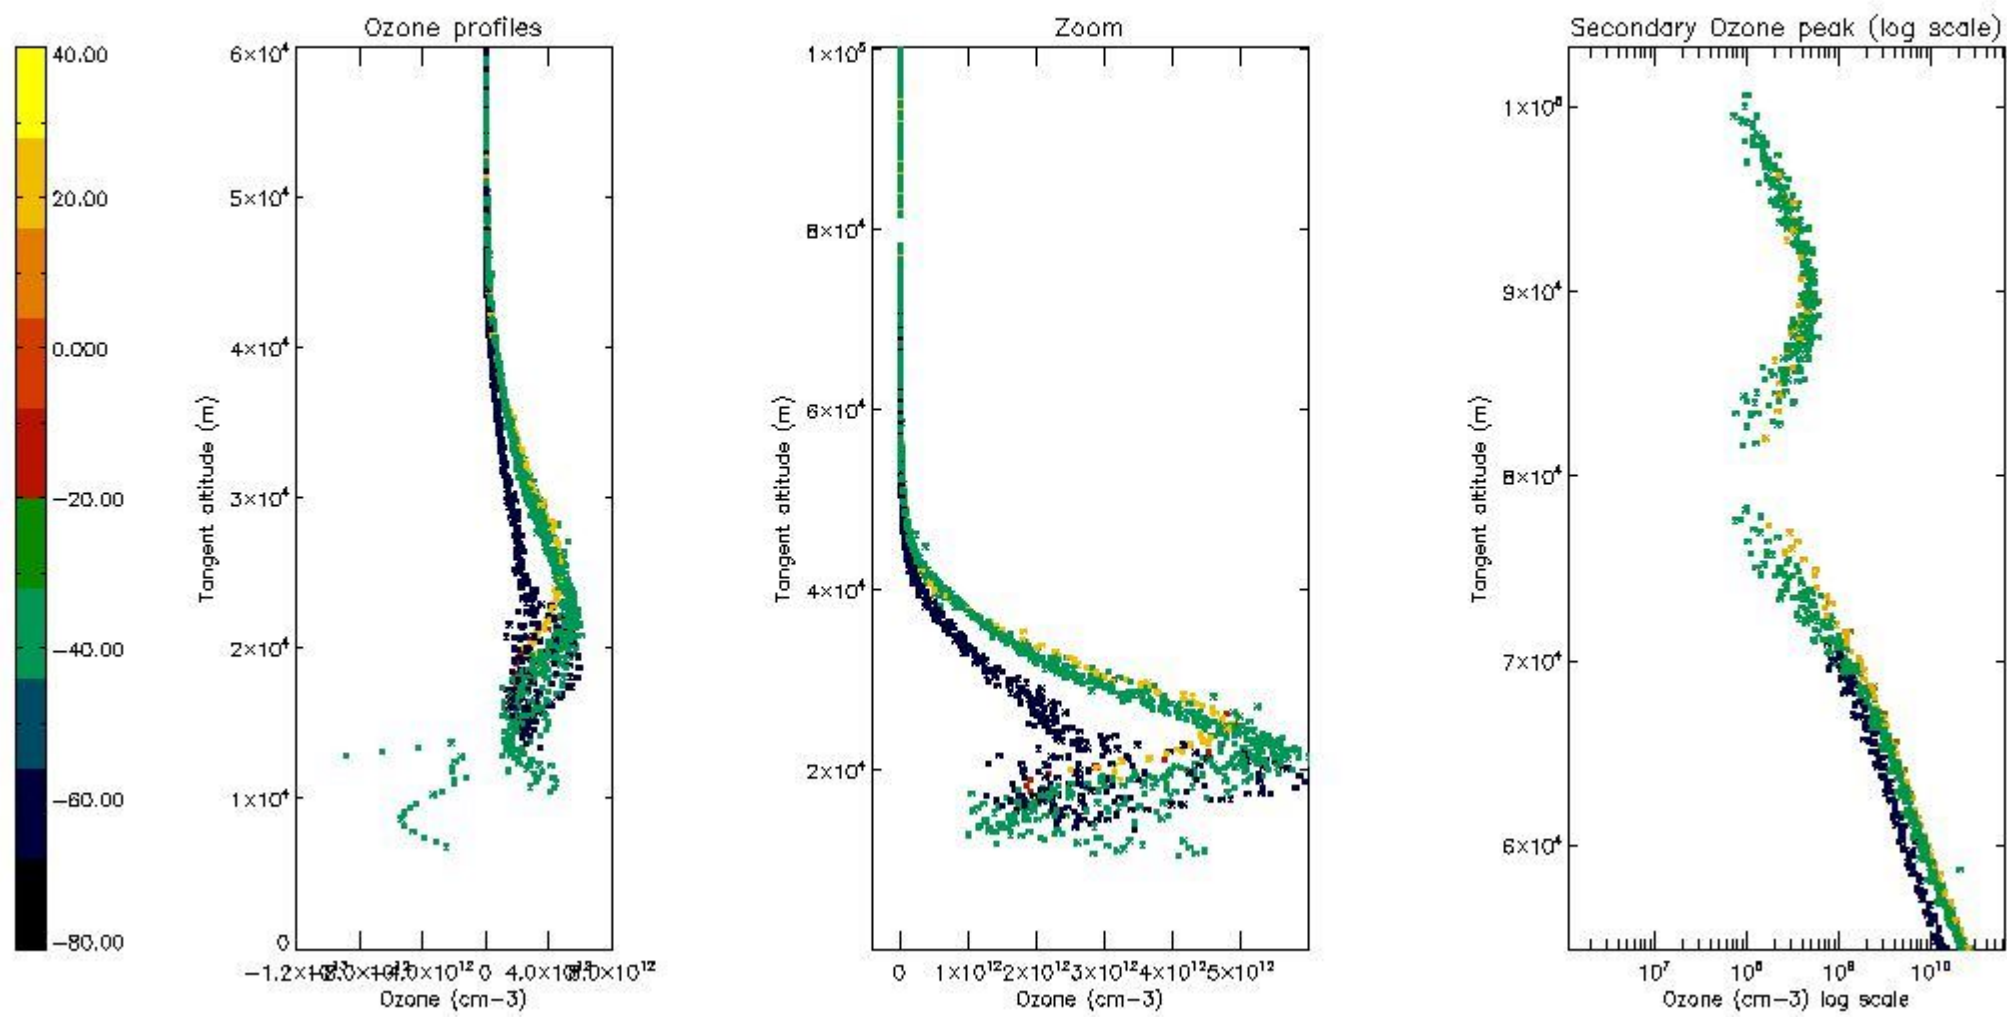 Ozone profiles
Zoom
Secondary Ozone peak (log scale)
40.00
20.00
0.000
−20.00
−40.00
−60.00
−80.00
6×10⁴
5×10⁴
4×10⁴
3×10⁴
2×10⁴
1×10⁴
0
Tangent altitude (m)
0
Ozone (cm−3)
1×10⁵
8×10⁴
6×10⁴
4×10⁴
2×10⁴
Tangent altitude (m)
0 1×10¹² 2×10¹² 3×10¹² 4×10¹² 5×10¹²
Ozone (cm−3)
9×10⁴
8×10⁴
7×10⁴
6×10⁴
Tangent altitude (m)
10⁷ 10¹⁰
Ozone (cm−3) log scale